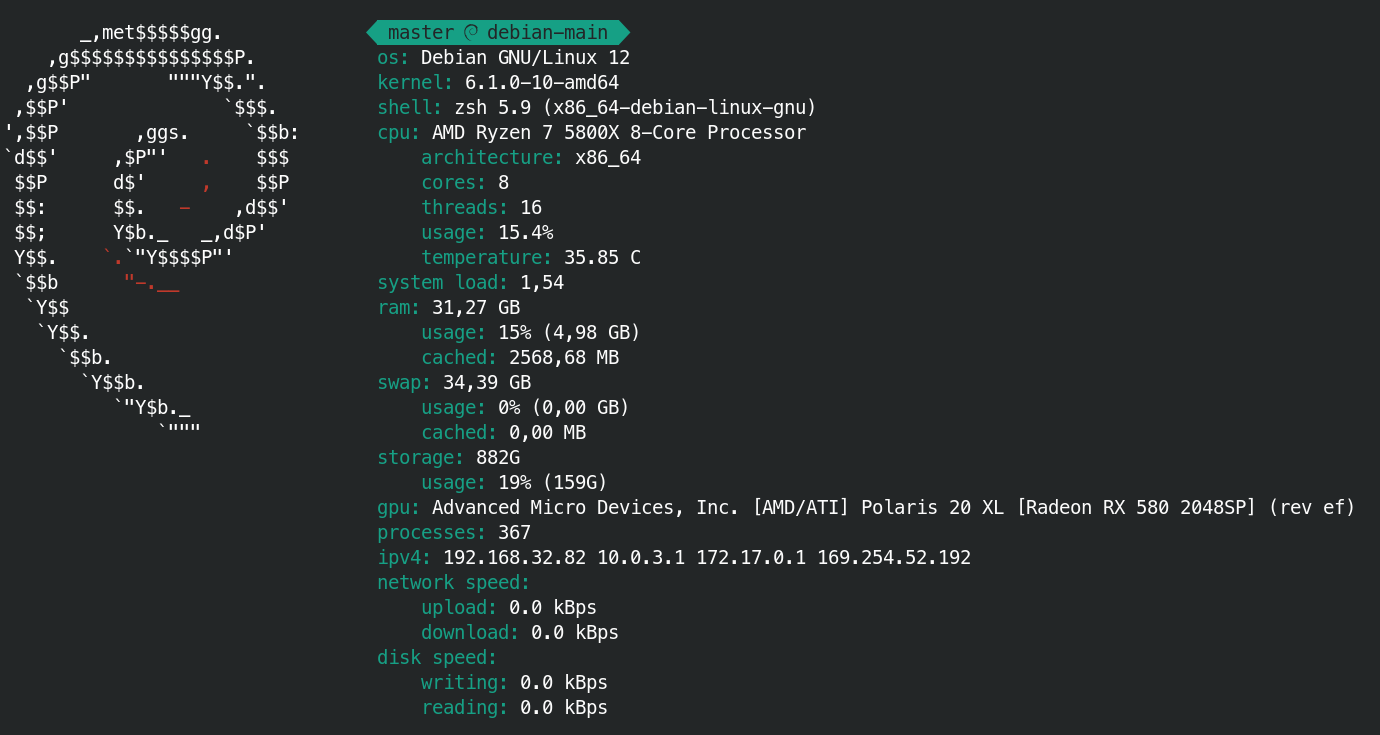 master debian-main
os: Debian GNU/Linux 12
kernel: 6.1.0-10-amd64
shell: zsh 5.9 (x86_64-debian-linux-gnu)
cpu: AMD Ryzen 7 5800X 8-Core Processor
    architecture: x86_64
    cores: 8
    threads: 16
    usage: 15.4%
    temperature: 35.85 C
system load: 1,54
ram: 31,27 GB
    usage: 15% (4,98 GB)
    cached: 2568,68 MB
swap: 34,39 GB
    usage: 0% (0,00 GB)
    cached: 0,00 MB
storage: 882G
    usage: 19% (159G)
gpu: Advanced Micro Devices, Inc. [AMD/ATI] Polaris 20 XL [Radeon RX 580 2048SP] (rev ef)
processes: 367
ipv4: 192.168.32.82 10.0.3.1 172.17.0.1 169.254.52.192
network speed:
    upload: 0.0 kBps
    download: 0.0 kBps
disk speed:
    writing: 0.0 kBps
    reading: 0.0 kBps